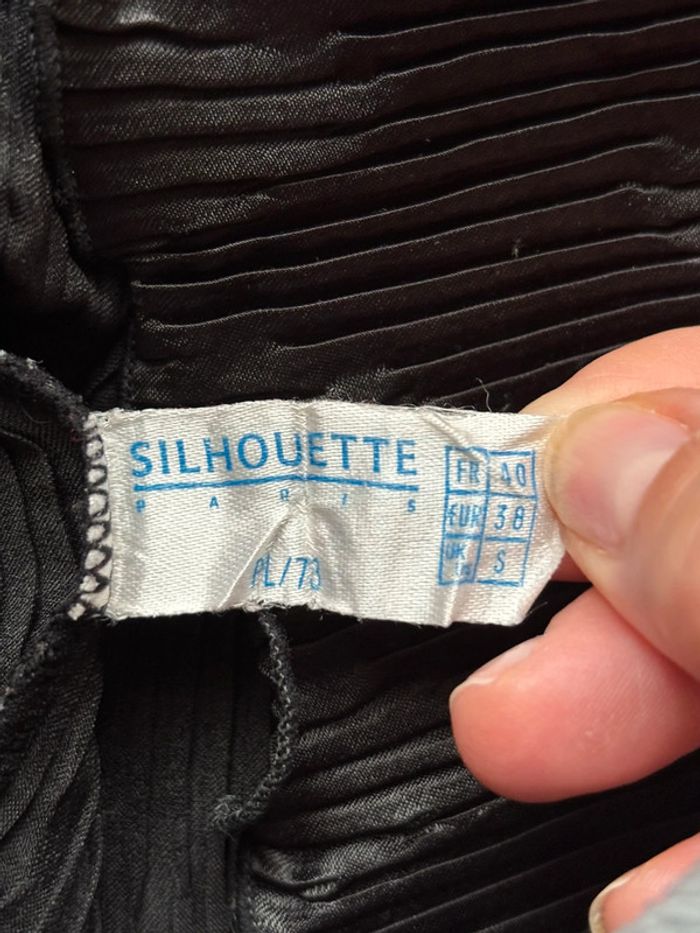 SILHOUETTE
PARIS
PL/73
FR 40
EUR 38
UK S